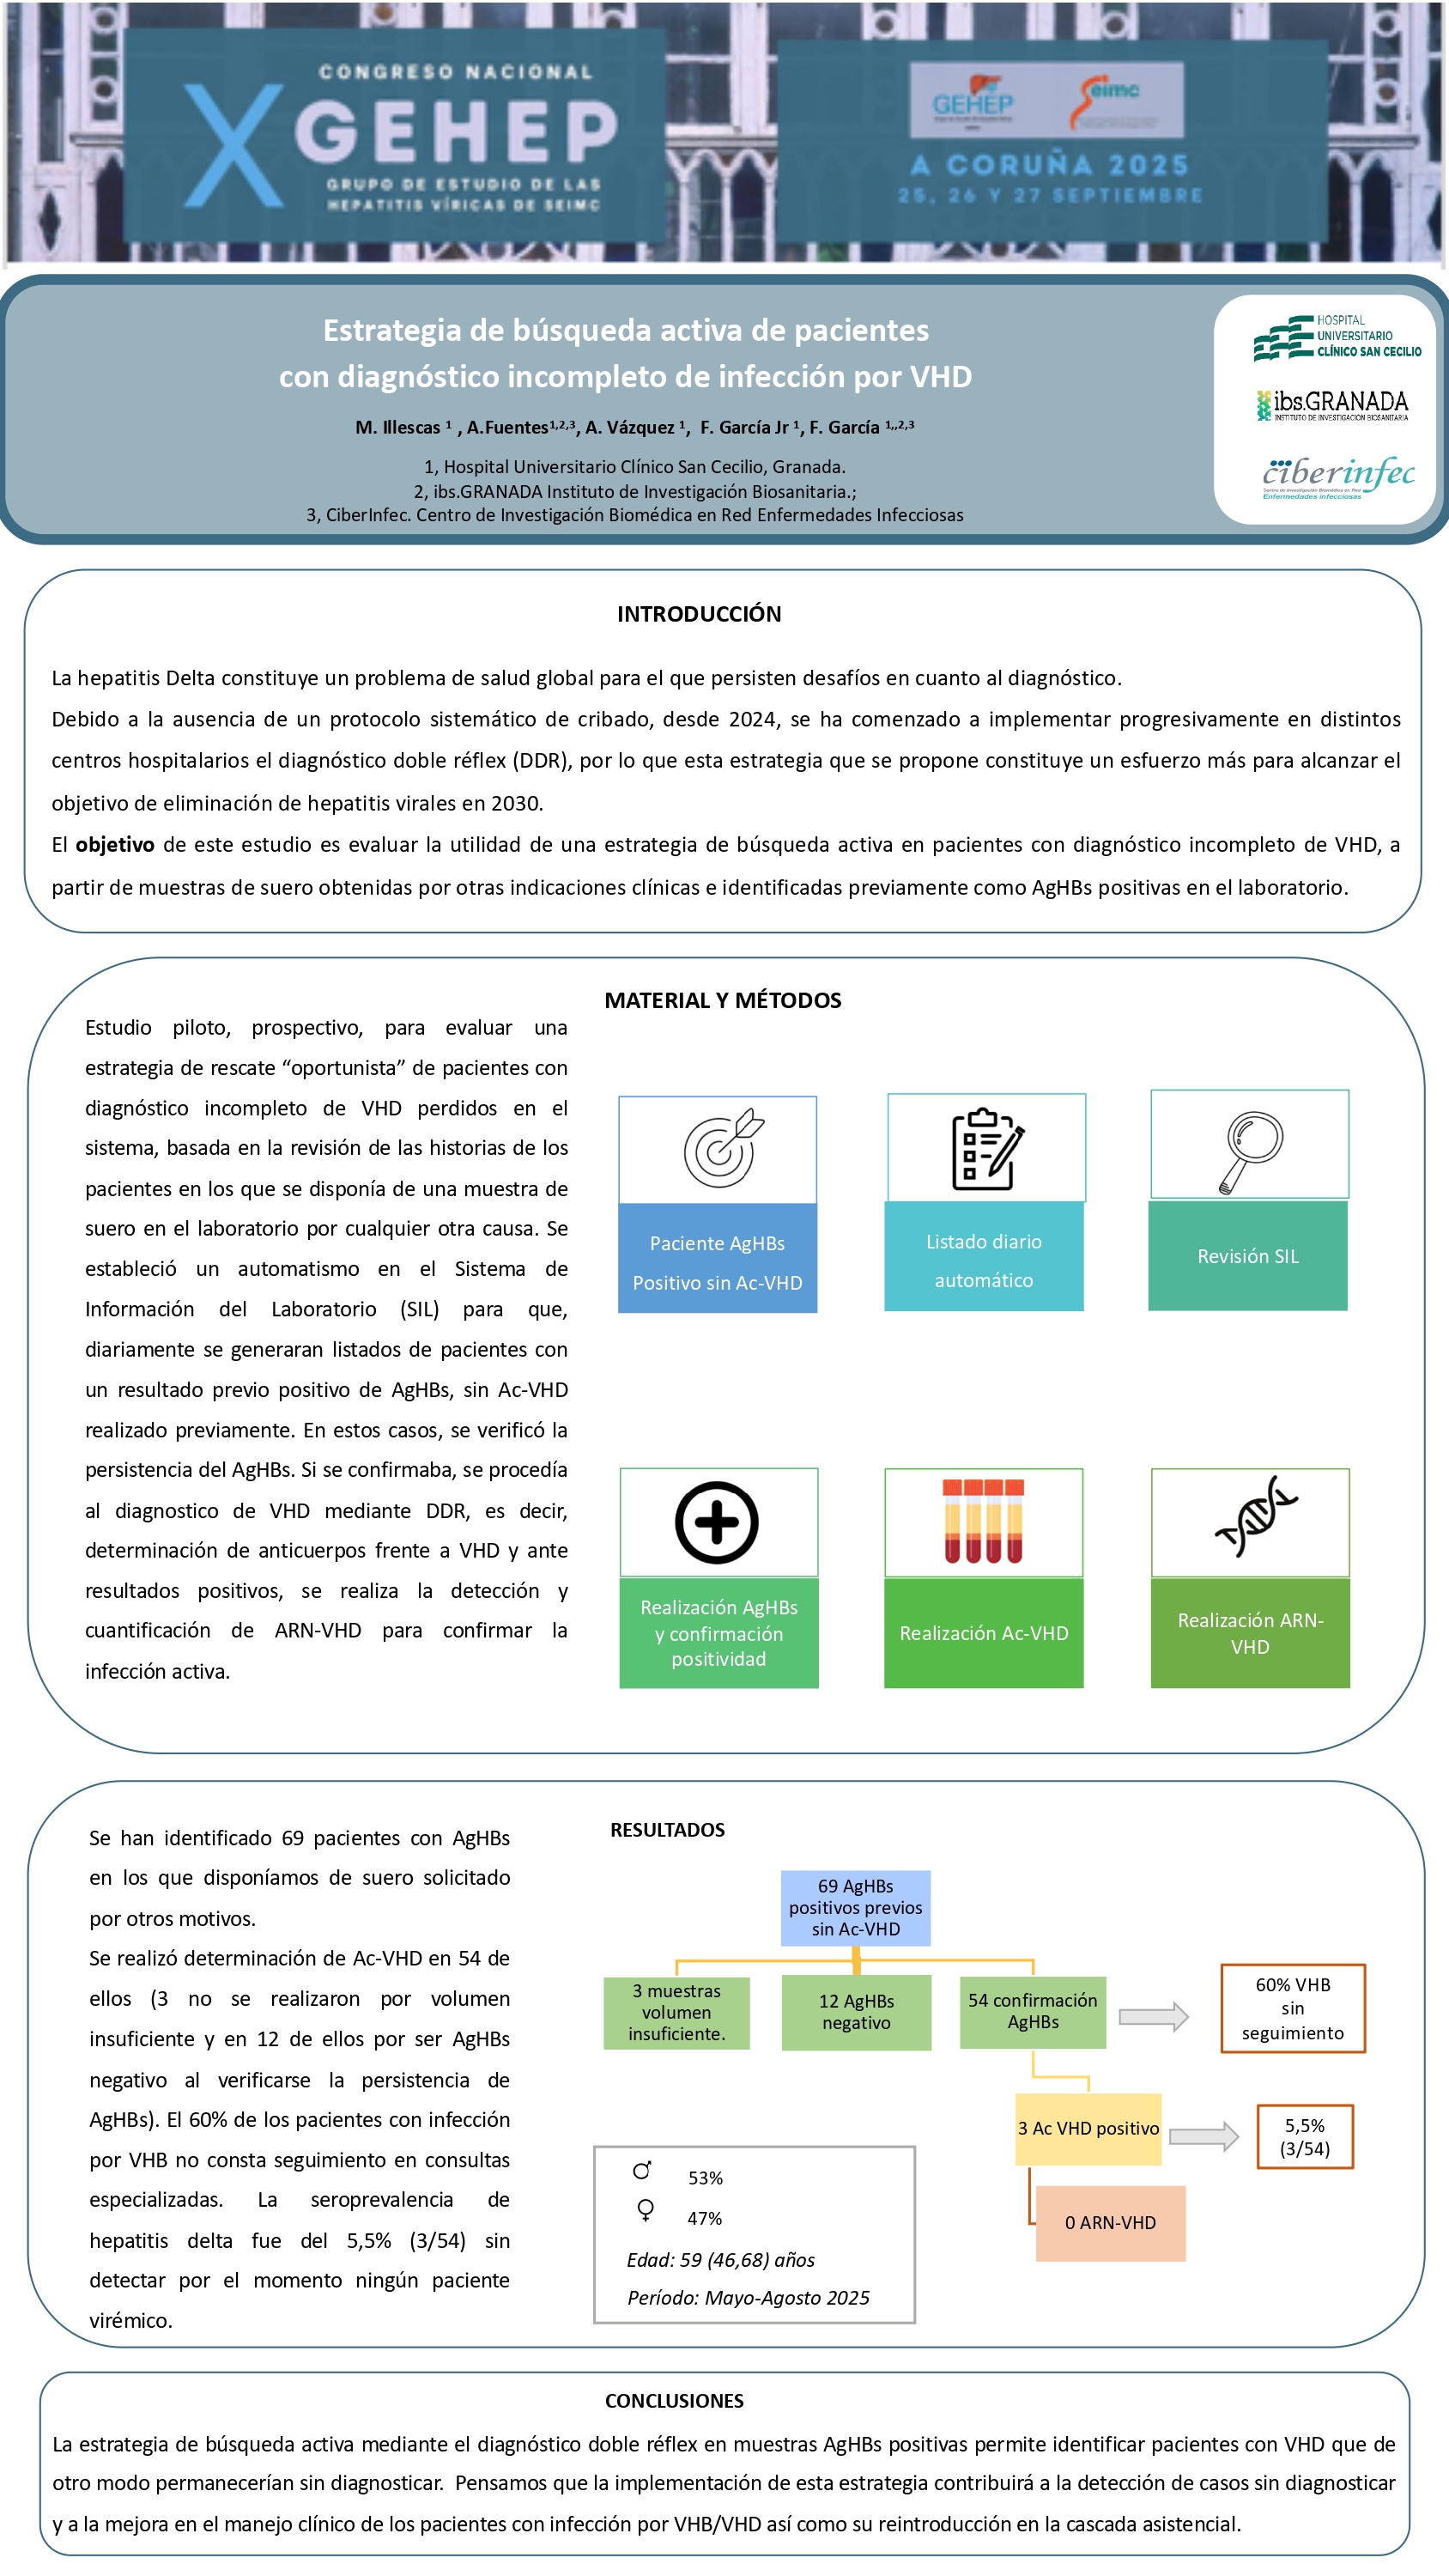 CONGRESO NACIONAL
X GEHEP
GRUPO DE ESTUDIO DE LAS
HEPATITIS VÍRICAS DE SEIMC
GEHEP
Seimc
A CORUÑA 2025
25, 26 Y 27 SEPTIEMBRE
Estrategia de búsqueda activa de pacientes
con diagnóstico incompleto de infección por VHD
M. Illescas ¹ , A.Fuentes¹,²,³, A. Vázquez ¹, F. García Jr ¹, F. García ¹,,²,³
1, Hospital Universitario Clínico San Cecilio, Granada.
2, ibs.GRANADA Instituto de Investigación Biosanitaria.;
3, CiberInfec. Centro de Investigación Biomédica en Red Enfermedades Infecciosas
HOSPITAL
UNIVERSITARIO
CLÍNICO SAN CECILIO
ibs.GRANADA
INSTITUTO DE INVESTIGACIÓN BIOSANITARIA
ciberinfec
Centro de Investigación Biomédica en Red
Enfermedades Infecciosas
INTRODUCCIÓN
La hepatitis Delta constituye un problema de salud global para el que persisten desafíos en cuanto al diagnóstico.
Debido a la ausencia de un protocolo sistemático de cribado, desde 2024, se ha comenzado a implementar progresivamente en distintos
centros hospitalarios el diagnóstico doble réflex (DDR), por lo que esta estrategia que se propone constituye un esfuerzo más para alcanzar el
objetivo de eliminación de hepatitis virales en 2030.
El objetivo de este estudio es evaluar la utilidad de una estrategia de búsqueda activa en pacientes con diagnóstico incompleto de VHD, a
partir de muestras de suero obtenidas por otras indicaciones clínicas e identificadas previamente como AgHBs positivas en el laboratorio.
MATERIAL Y MÉTODOS
Estudio piloto, prospectivo, para evaluar una
estrategia de rescate “oportunista” de pacientes con
diagnóstico incompleto de VHD perdidos en el
sistema, basada en la revisión de las historias de los
pacientes en los que se disponía de una muestra de
suero en el laboratorio por cualquier otra causa. Se
estableció un automatismo en el Sistema de
Información del Laboratorio (SIL) para que,
diariamente se generaran listados de pacientes con
un resultado previo positivo de AgHBs, sin Ac-VHD
realizado previamente. En estos casos, se verificó la
persistencia del AgHBs. Si se confirmaba, se procedía
al diagnostico de VHD mediante DDR, es decir,
determinación de anticuerpos frente a VHD y ante
resultados positivos, se realiza la detección y
cuantificación de ARN-VHD para confirmar la
infección activa.
Paciente AgHBs
Positivo sin Ac-VHD
Listado diario
automático
Revisión SIL
Realización AgHBs
y confirmación
positividad
Realización Ac-VHD
Realización ARN-
VHD
Se han identificado 69 pacientes con AgHBs
en los que disponíamos de suero solicitado
por otros motivos.
Se realizó determinación de Ac-VHD en 54 de
ellos (3 no se realizaron por volumen
insuficiente y en 12 de ellos por ser AgHBs
negativo al verificarse la persistencia de
AgHBs). El 60% de los pacientes con infección
por VHB no consta seguimiento en consultas
especializadas. La seroprevalencia de
hepatitis delta fue del 5,5% (3/54) sin
detectar por el momento ningún paciente
virémico.
RESULTADOS
69 AgHBs
positivos previos
sin Ac-VHD
3 muestras
volumen
insuficiente.
12 AgHBs
negativo
54 confirmación
AgHBs
60% VHB
sin
seguimiento
3 Ac VHD positivo
5,5%
(3/54)
0 ARN-VHD
♂ 53%
♀ 47%
Edad: 59 (46,68) años
Período: Mayo-Agosto 2025
CONCLUSIONES
La estrategia de búsqueda activa mediante el diagnóstico doble réflex en muestras AgHBs positivas permite identificar pacientes con VHD que de
otro modo permanecerían sin diagnosticar. Pensamos que la implementación de esta estrategia contribuirá a la detección de casos sin diagnosticar
y a la mejora en el manejo clínico de los pacientes con infección por VHB/VHD así como su reintroducción en la cascada asistencial.